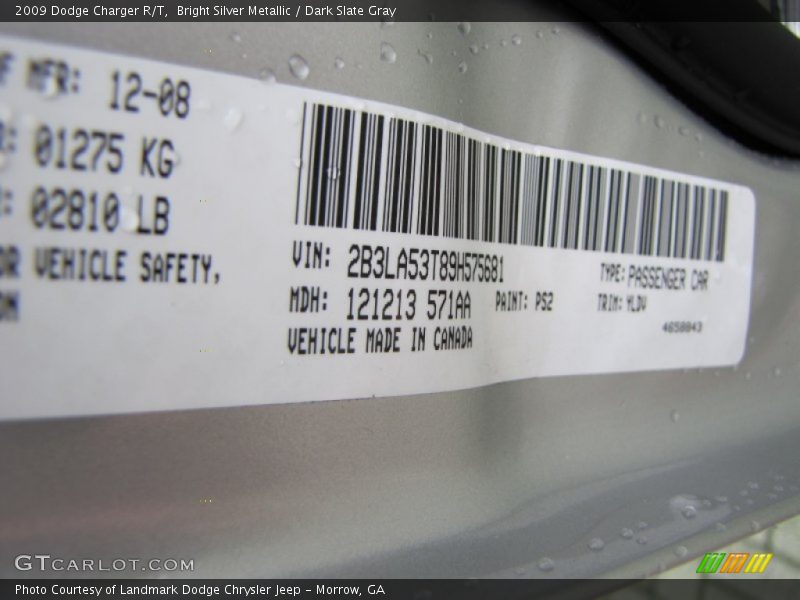 2009 Dodge Charger R/T, Bright Silver Metallic / Dark Slate Gray
F MFR: 12-08
01275 KG
02810 LB
OR VEHICLE SAFETY,
VIN: 2B3LA53T89H575681
TYPE: PASSENGER CAR
MDH: 121213 571AA
PAINT: PS2
TRIM: MLDV
VEHICLE MADE IN CANADA
4658843
GTCARLOT.COM
Photo Courtesy of Landmark Dodge Chrysler Jeep - Morrow, GA